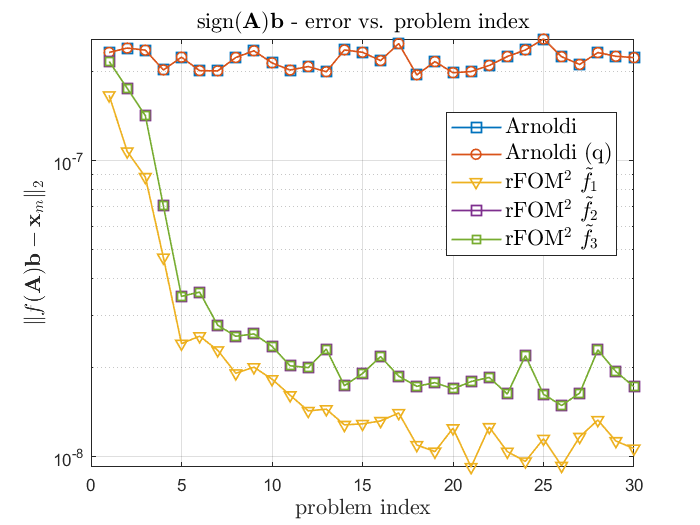 sign(A)b - error vs. problem index
‖f(A)b − xₘ‖₂
10⁻⁷
10⁻⁸
Arnoldi
Arnoldi (q)
rFOM² f̃₁
rFOM² f̃₂
rFOM² f̃₃
0 5 10 15 20 25 30
problem index